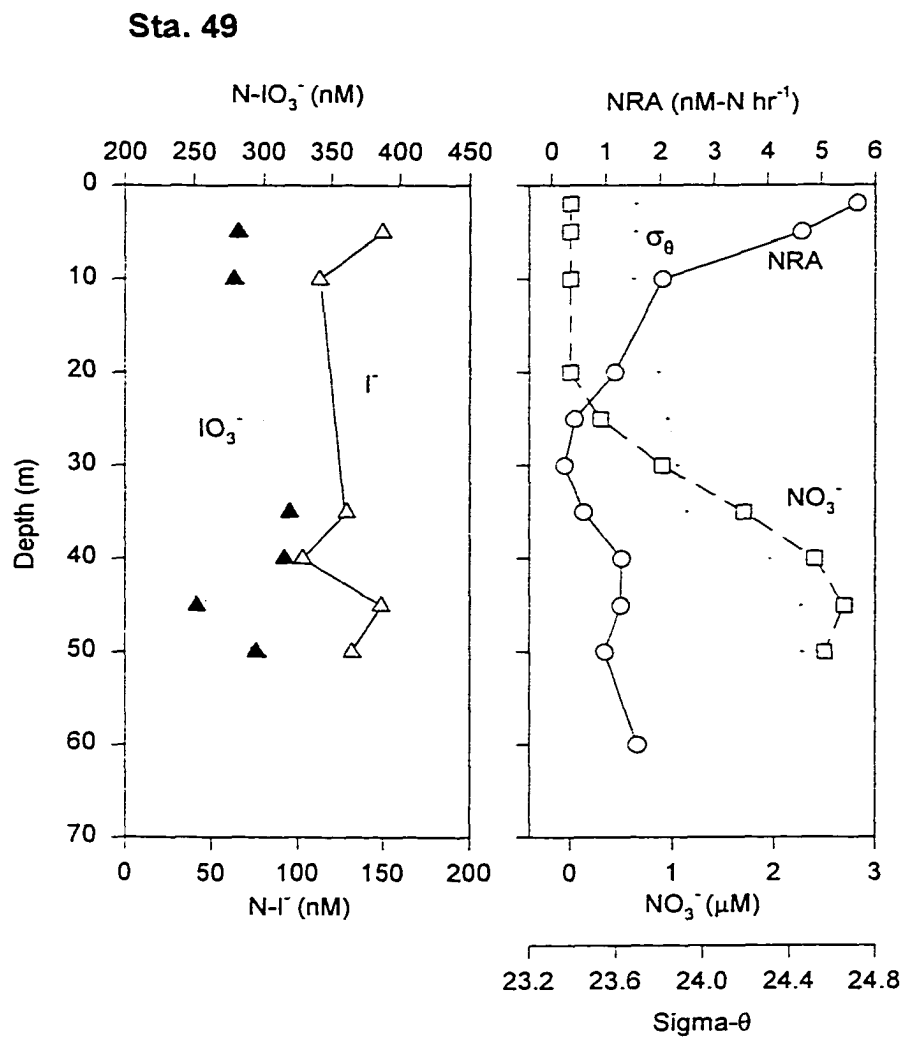 Sta. 49
N-IO₃⁻ (nM)
200 250 300 350 400 450
NRA (nM-N hr⁻¹)
0 1 2 3 4 5 6
Depth (m)
0
10
20
30
40
50
60
70
IO₃⁻
I⁻
σ_θ
NRA
NO₃⁻
0 50 100 150 200
N-I⁻ (nM)
0 1 2 3
NO₃⁻ (μM)
23.2 23.6 24.0 24.4 24.8
Sigma-θ